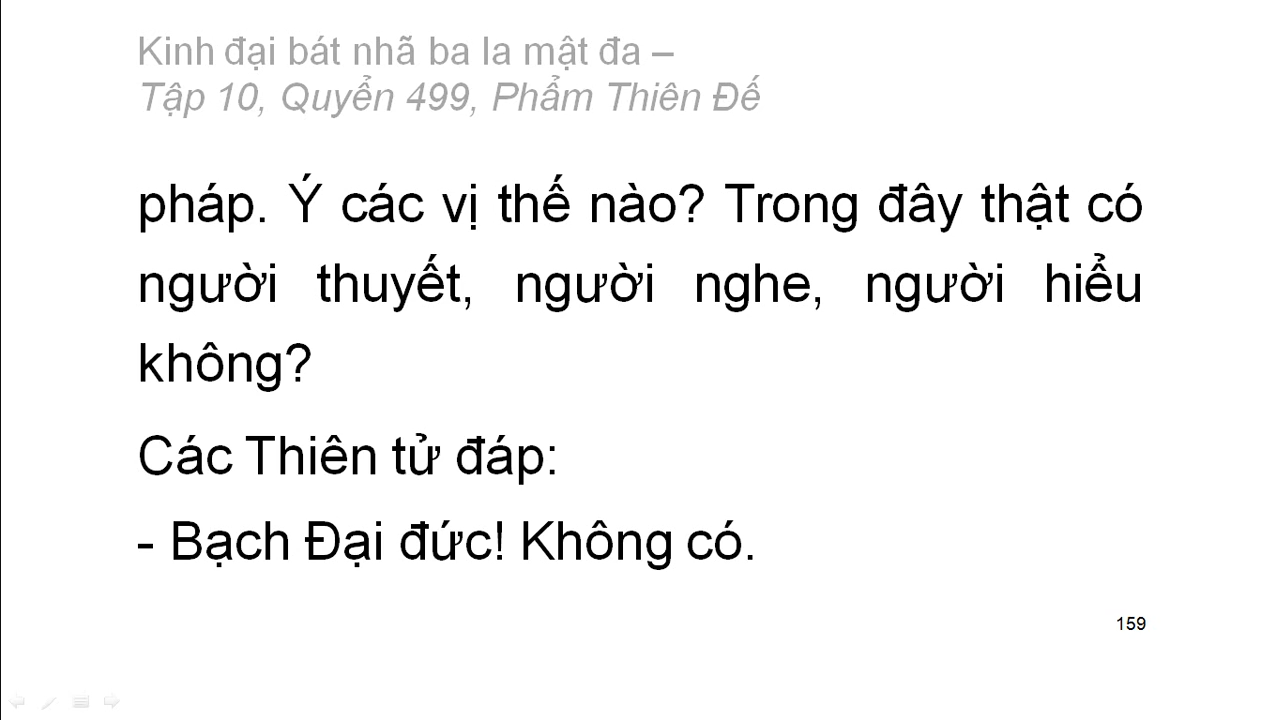 Kinh đại bát nhã ba la mật đa –
Tập 10, Quyển 499, Phẩm Thiên Đế
pháp. Ý các vị thế nào? Trong đây thật có
người thuyết, người nghe, người hiểu
không?
Các Thiên tử đáp:
- Bạch Đại đức! Không có.
159